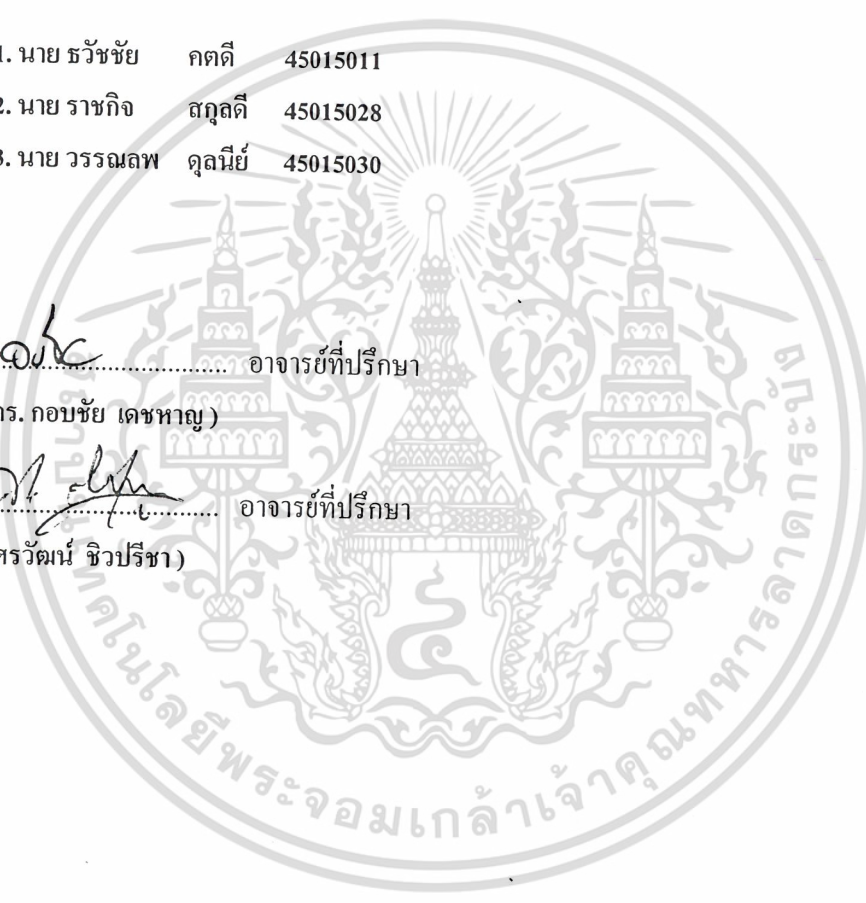 1. นาย ธวัชชัย คตดี 45015011
2. นาย ราชกิจ สกุลดี 45015028
3. นาย วรรณลพ ดุลนีย์ 45015030
อาจารย์ที่ปรึกษา
ดร. กอบชัย เดชหาญ )
อาจารย์ที่ปรึกษา
ศรวัฒน์ ชิวปรีชา )
เทคโนโลยีพระจอมเกล้าเจ้าคุณทหารลาดกระบัง